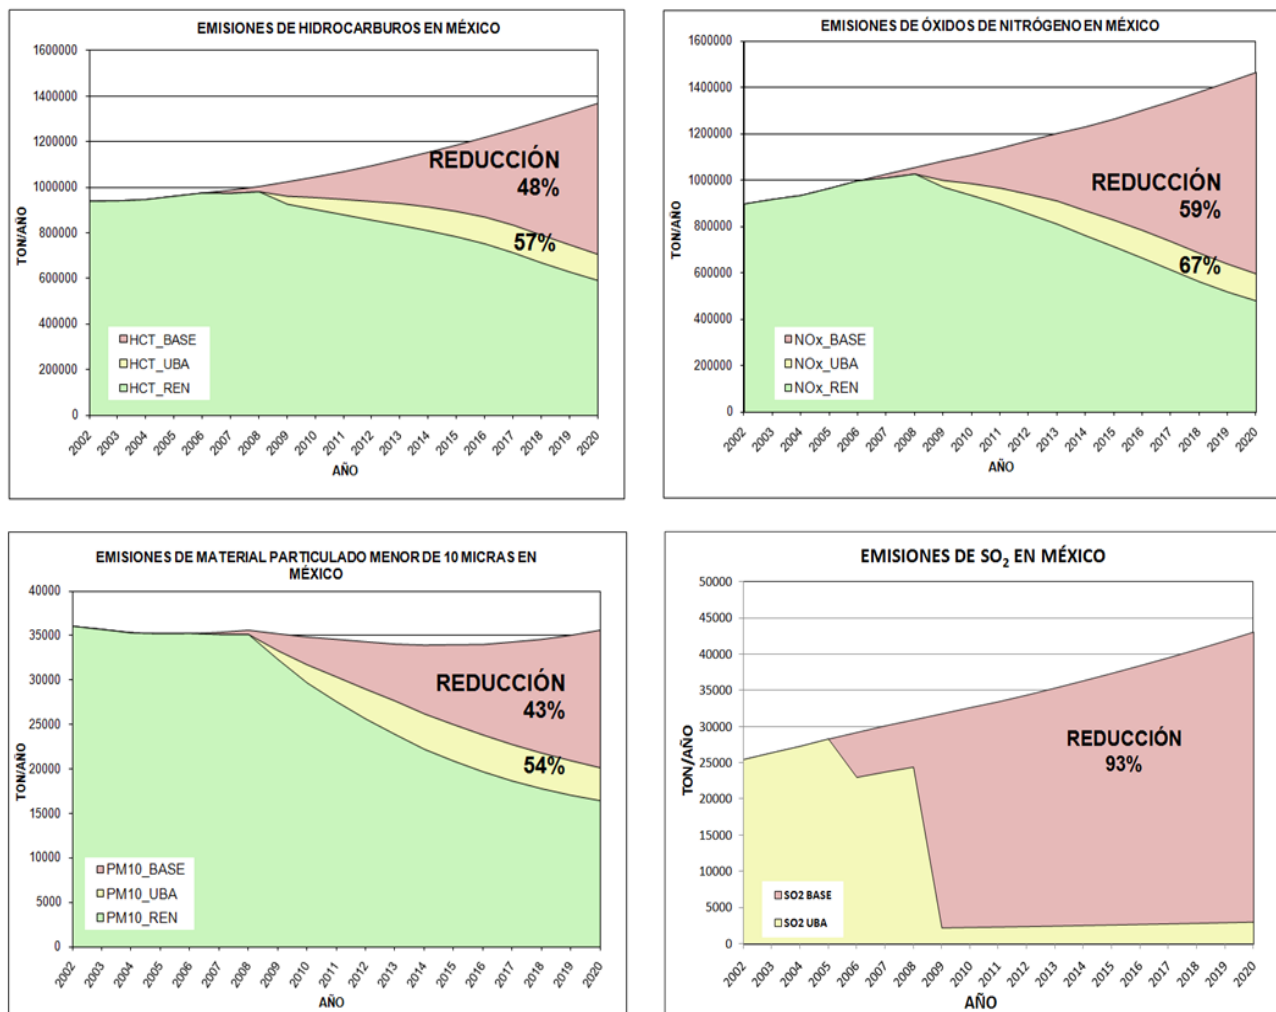 EMISIONES DE HIDROCARBUROS EN MÉXICO
1600000
1400000
1200000
1000000
800000
600000
400000
200000
0
TON/AÑO
REDUCCIÓN
48%
57%
HCT_BASE
HCT_UBA
HCT_REN
2002 2003 2004 2005 2006 2007 2008 2009 2010 2011 2012 2013 2014 2015 2016 2017 2018 2019 2020
AÑO
EMISIONES DE ÓXIDOS DE NITRÓGENO EN MÉXICO
1600000
1400000
1200000
1000000
800000
600000
400000
200000
0
TON/AÑO
REDUCCIÓN
59%
67%
NOx_BASE
NOx_UBA
NOx_REN
2002 2003 2004 2005 2006 2007 2008 2009 2010 2011 2012 2013 2014 2015 2016 2017 2018 2019 2020
AÑO
EMISIONES DE MATERIAL PARTICULADO MENOR DE 10 MICRAS EN
MÉXICO
40000
35000
30000
25000
20000
15000
10000
5000
0
TON/AÑO
REDUCCIÓN
43%
54%
PM10_BASE
PM10_UBA
PM10_REN
2002 2003 2004 2005 2006 2007 2008 2009 2010 2011 2012 2013 2014 2015 2016 2017 2018 2019 2020
AÑO
EMISIONES DE SO₂ EN MÉXICO
50000
45000
40000
35000
30000
25000
20000
15000
10000
5000
0
TON/AÑO
REDUCCIÓN
93%
SO2 BASE
SO2 UBA
2002 2003 2004 2005 2006 2007 2008 2009 2010 2011 2012 2013 2014 2015 2016 2017 2018 2019 2020
AÑO